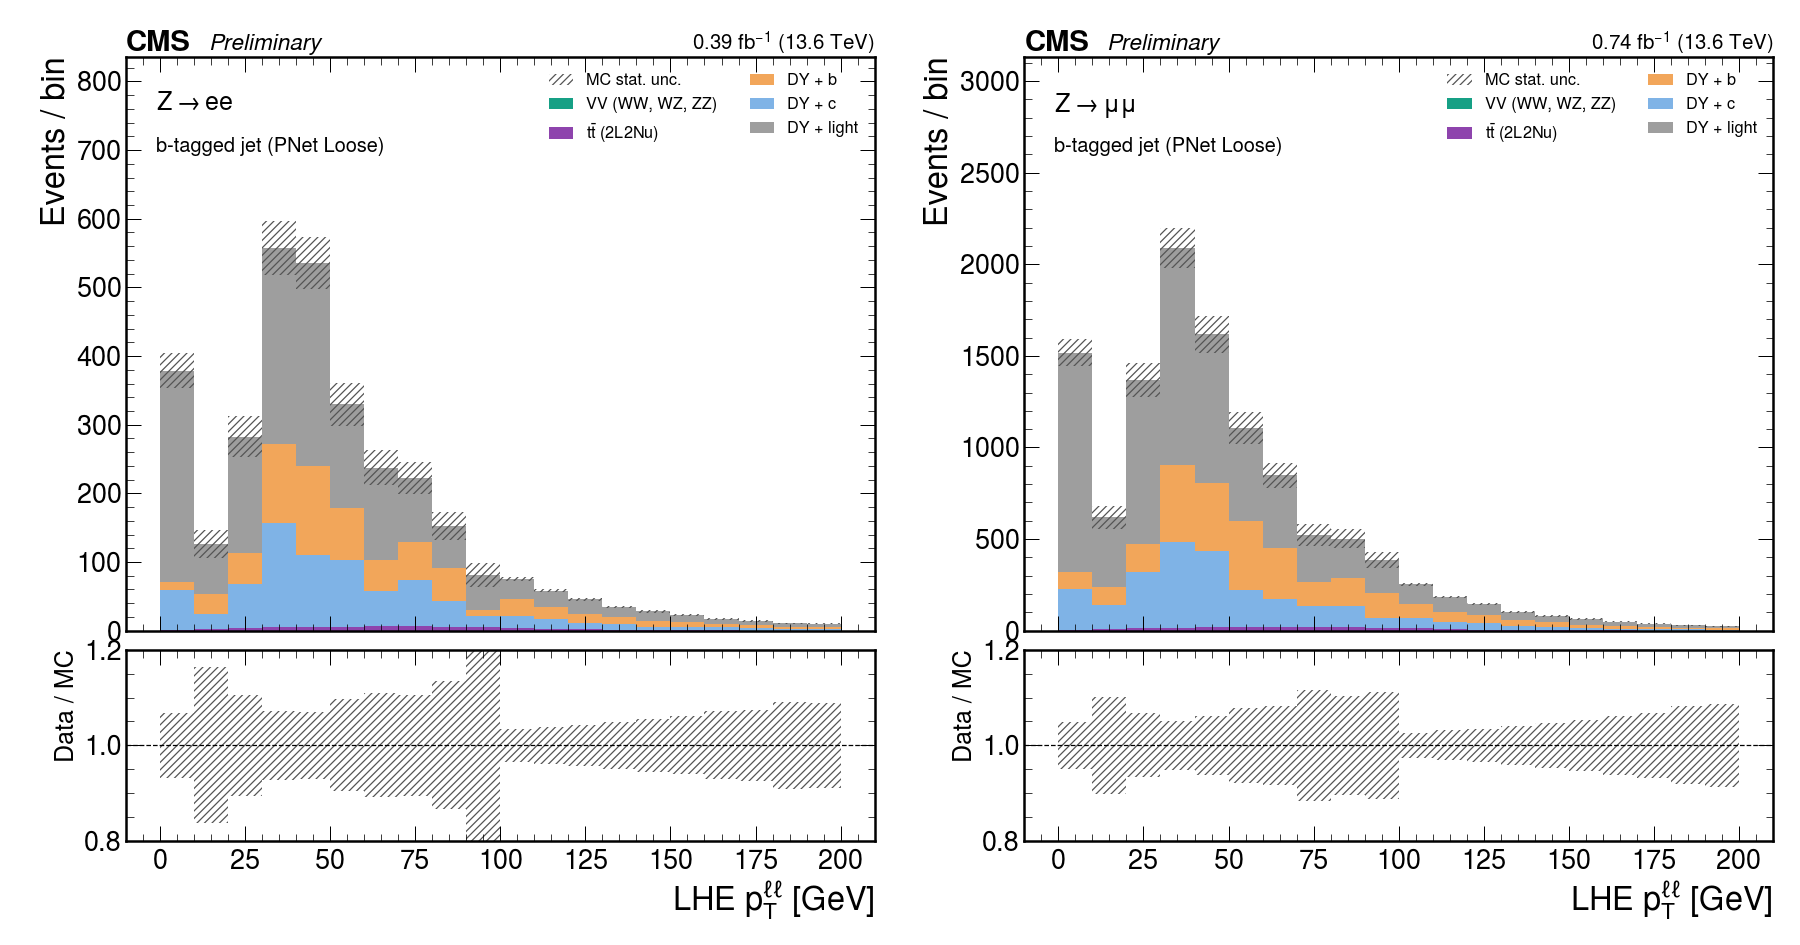 CMS Preliminary 0.39 fb⁻¹ (13.6 TeV)
Events / bin
800
700
600
500
400
300
200
100
0
Z → ee
b-tagged jet (PNet Loose)
MC stat. unc.
VV (WW, WZ, ZZ)
tt̄ (2L2Nu)
DY + b
DY + c
DY + light
Data / MC
1.2
1.0
0.8
0 25 50 75 100 125 150 175 200
LHE p_T^ℓℓ [GeV]
CMS Preliminary 0.74 fb⁻¹ (13.6 TeV)
Events / bin
3000
2500
2000
1500
1000
500
0
Z → μμ
b-tagged jet (PNet Loose)
MC stat. unc.
VV (WW, WZ, ZZ)
tt̄ (2L2Nu)
DY + b
DY + c
DY + light
Data / MC
1.2
1.0
0.8
0 25 50 75 100 125 150 175 200
LHE p_T^ℓℓ [GeV]